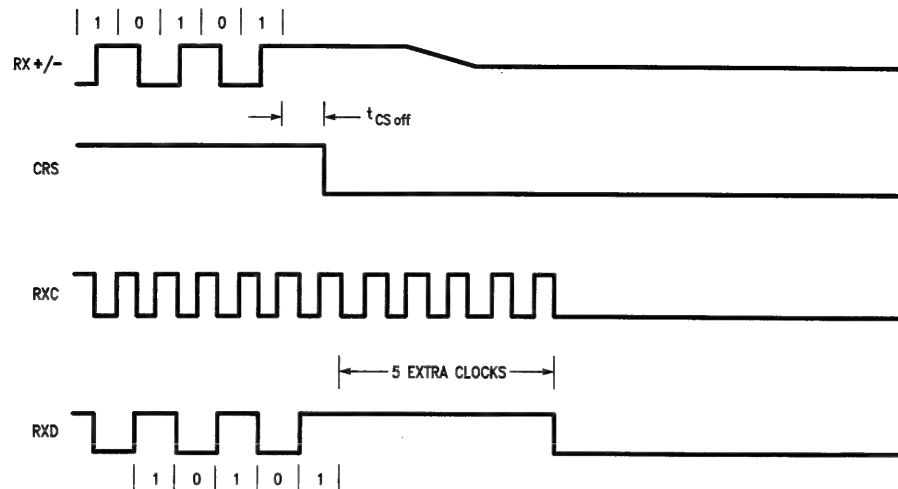 | 1 | 0 | 1 | 0 | 1 |
RX +/-
t CS off
CRS
RXC
5 EXTRA CLOCKS
RXD
| 1 | 0 | 1 | 0 | 1 |